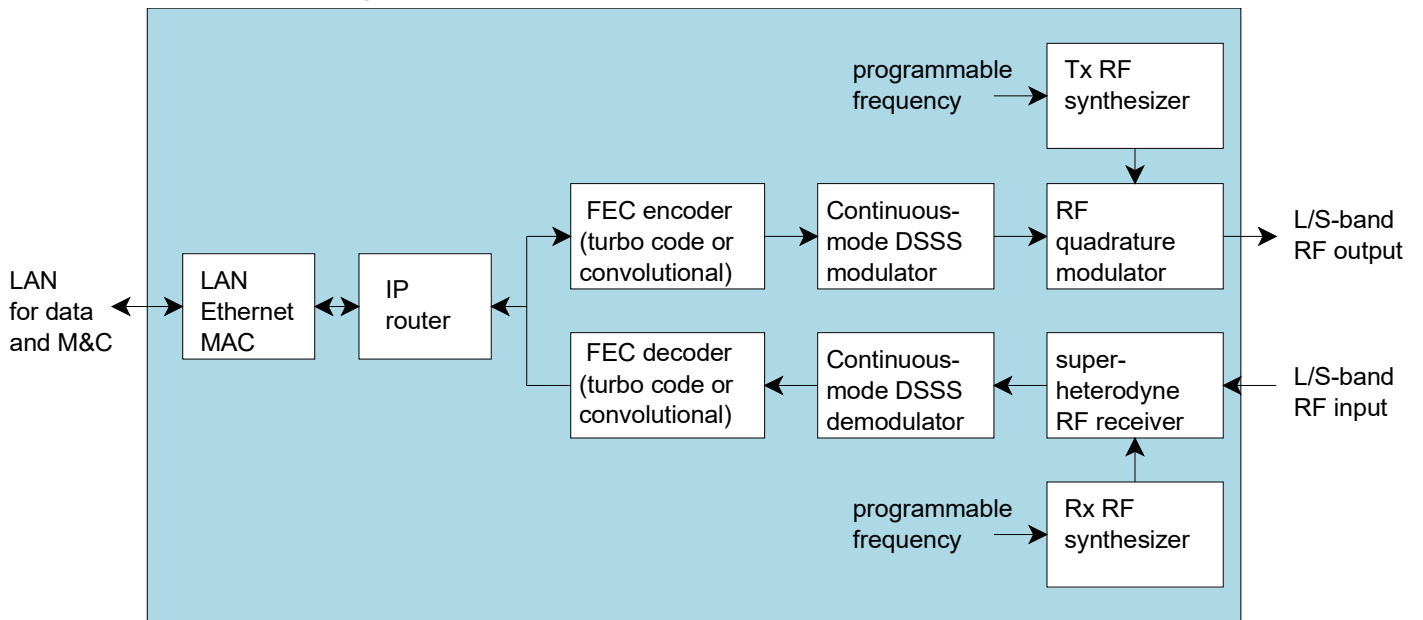 programmable
frequency
Tx RF
synthesizer
FEC encoder
(turbo code or
convolutional)
Continuous-
mode DSSS
modulator
RF
quadrature
modulator
L/S-band
RF output
LAN
for data
and M&C
LAN
Ethernet
MAC
IP
router
FEC decoder
(turbo code or
convolutional)
Continuous-
mode DSSS
demodulator
super-
heterodyne
RF receiver
L/S-band
RF input
programmable
frequency
Rx RF
synthesizer